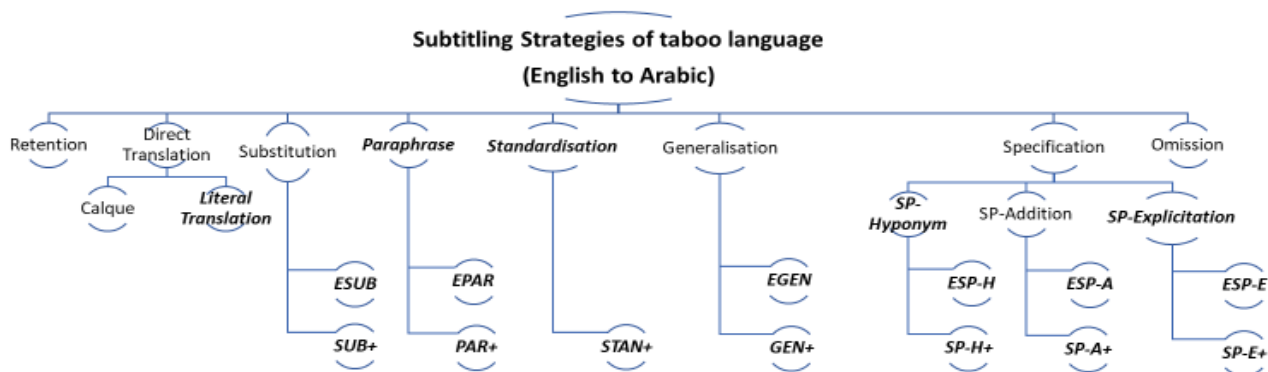 Subtitling Strategies of taboo language
(English to Arabic)
Retention
Direct
Translation
Substitution
Paraphrase
Standardisation
Generalisation
Specification
Omission
Calque
Literal
Translation
SP-
Hyponym
SP-Addition
SP-Explicitation
ESUB
EPAR
EGEN
ESP-H
ESP-A
ESP-E
SUB+
PAR+
STAN+
GEN+
SP-H+
SP-A+
SP-E+